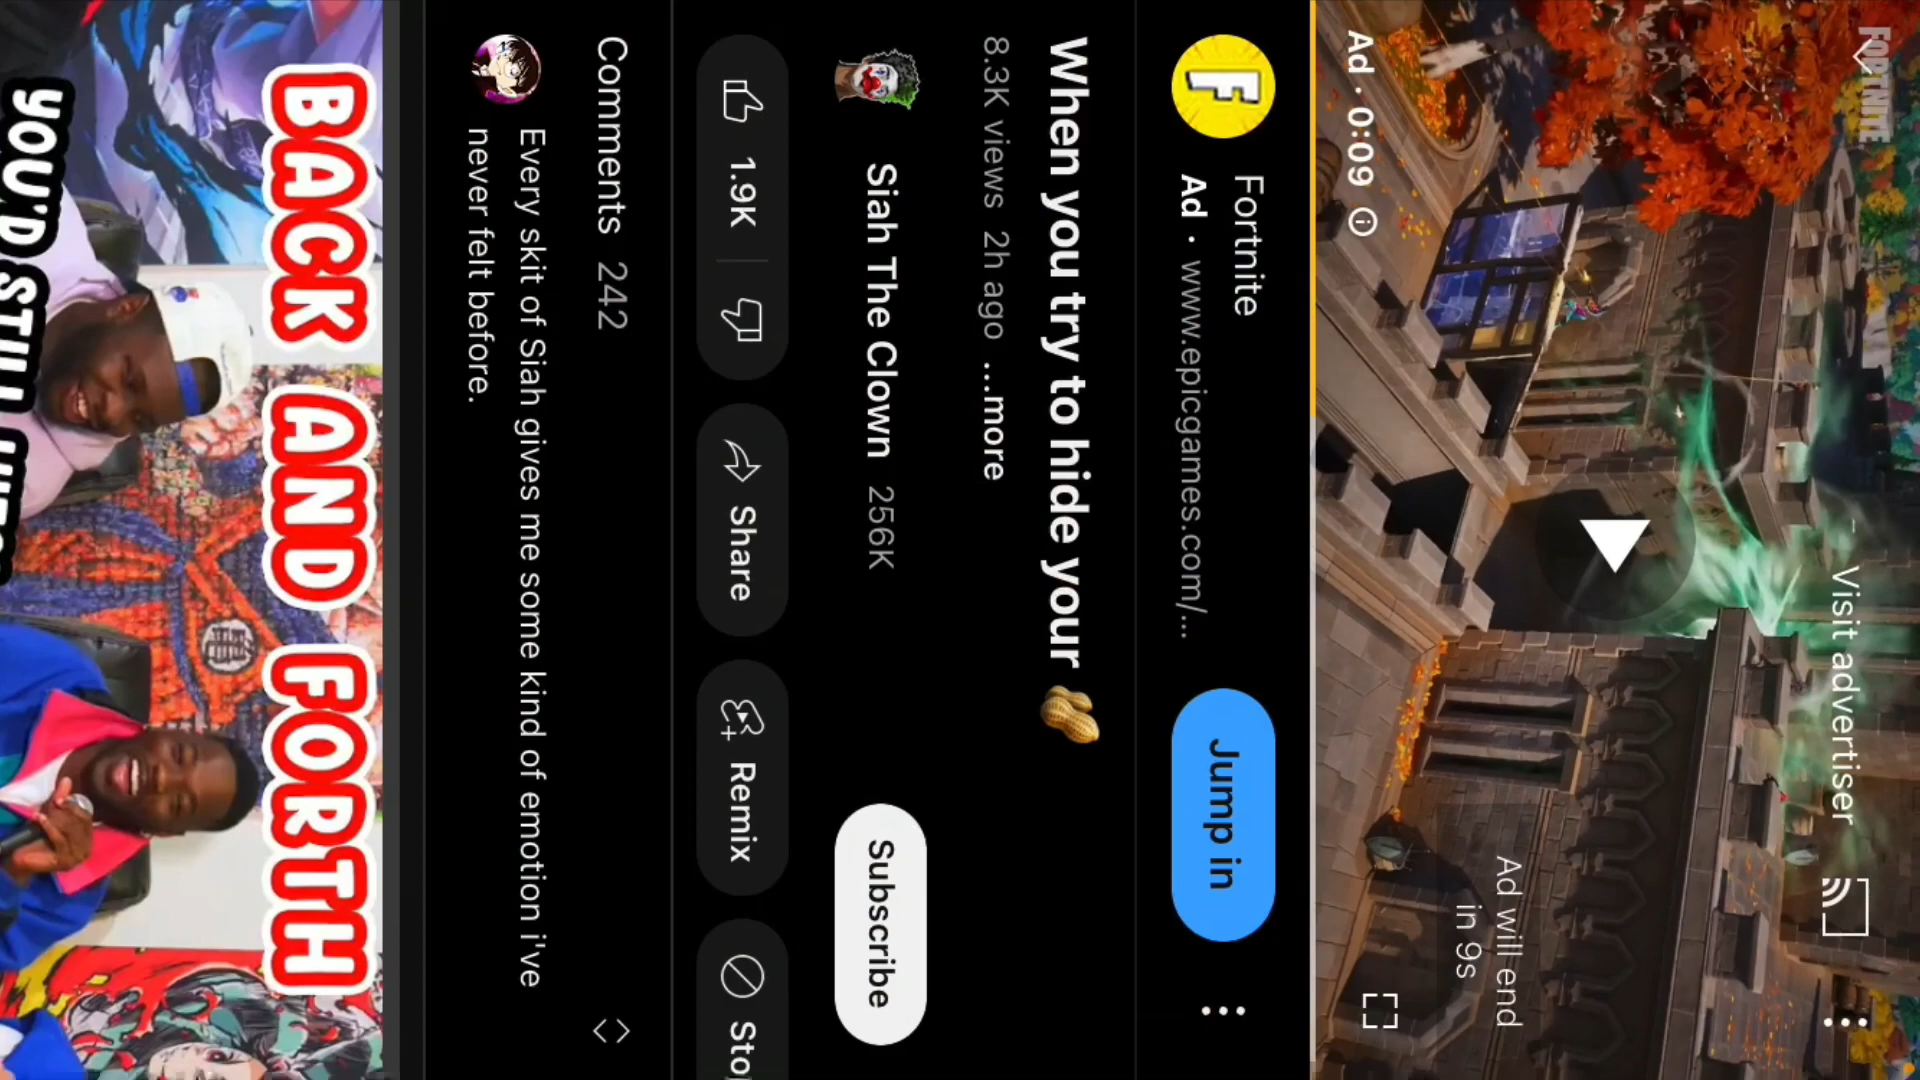 FORTNITE
Visit advertiser
Ad will end
in 9s
Ad · 0:09
Fortnite
Ad · www.epicgames.com/...
Jump in
When you try to hide your 🥜
8.3K views 2h ago ...more
Siah The Clown 256K
Subscribe
1.9K
Share
Remix
Sto
Comments 242
Every skit of Siah gives me some kind of emotion i've
never felt before.
BACK AND FORTH
YOU'D STILL